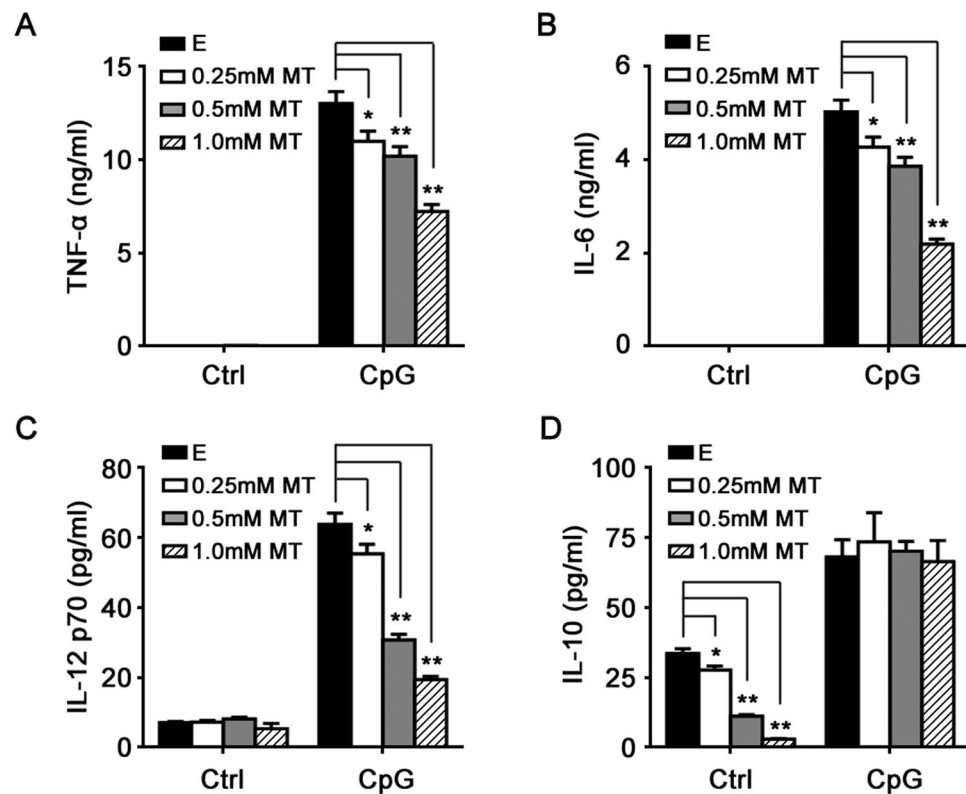 A
E
0.25mM MT
0.5mM MT
1.0mM MT
TNF-α (ng/ml)
15
10
5
0
*
**
**
Ctrl
CpG
B
E
0.25mM MT
0.5mM MT
1.0mM MT
IL-6 (ng/ml)
6
4
2
0
*
**
**
Ctrl
CpG
C
E
0.25mM MT
0.5mM MT
1.0mM MT
IL-12 p70 (pg/ml)
80
60
40
20
0
*
**
**
Ctrl
CpG
D
E
0.25mM MT
0.5mM MT
1.0mM MT
IL-10 (pg/ml)
100
75
50
25
0
*
**
**
Ctrl
CpG